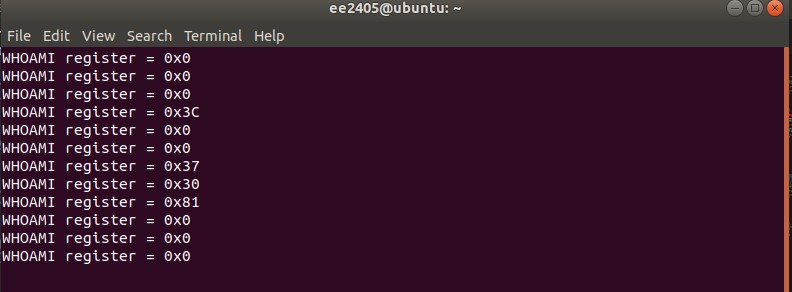 ee2405@ubuntu: ~
File Edit View Search Terminal Help
WHOAMI register = 0x0
WHOAMI register = 0x0
WHOAMI register = 0x0
WHOAMI register = 0x3C
WHOAMI register = 0x0
WHOAMI register = 0x0
WHOAMI register = 0x37
WHOAMI register = 0x30
WHOAMI register = 0x81
WHOAMI register = 0x0
WHOAMI register = 0x0
WHOAMI register = 0x0